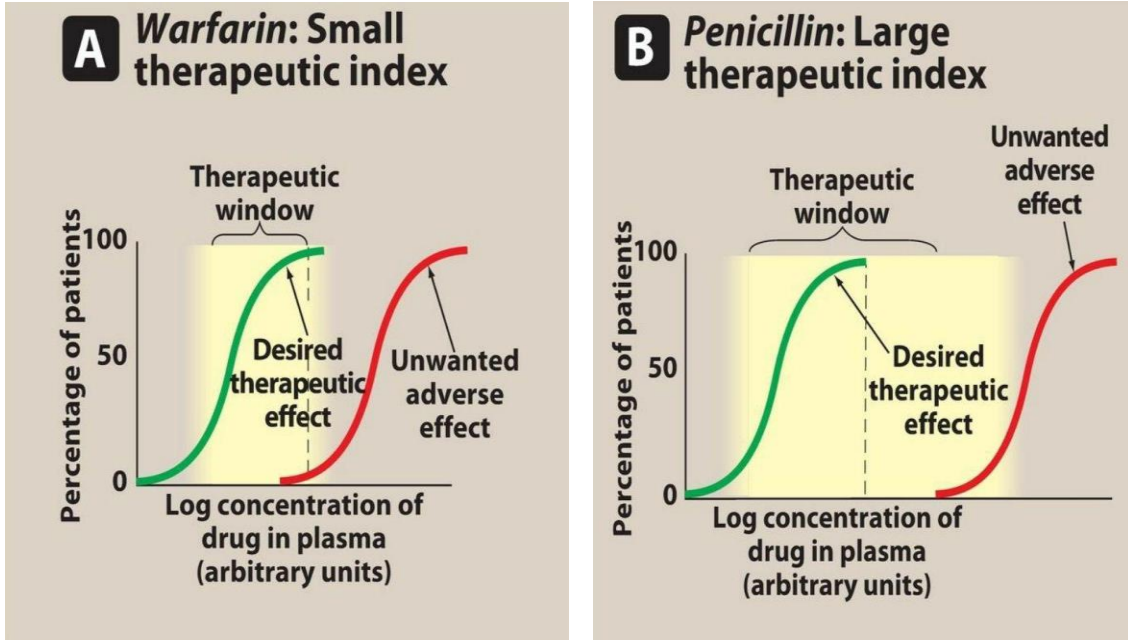 A
Warfarin: Small
therapeutic index
Therapeutic
window
Percentage of patients
100
50
0
Desired
therapeutic
effect
Unwanted
adverse
effect
Log concentration of
drug in plasma
(arbitrary units)
B
Penicillin: Large
therapeutic index
Unwanted
adverse
effect
Therapeutic
window
Percentage of patients
100
50
0
Desired
therapeutic
effect
Log concentration of
drug in plasma
(arbitrary units)